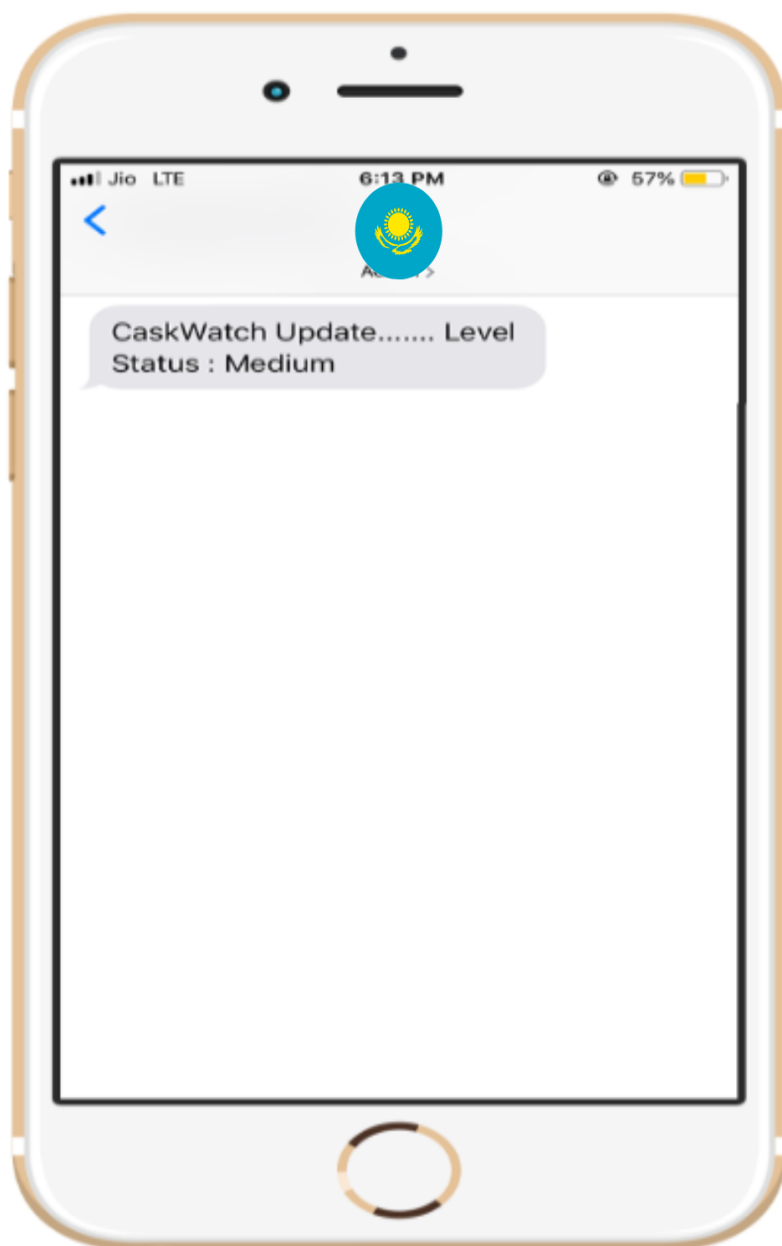 Jio LTE 6:13 PM 57%
CaskWatch Update....... Level
Status : Medium